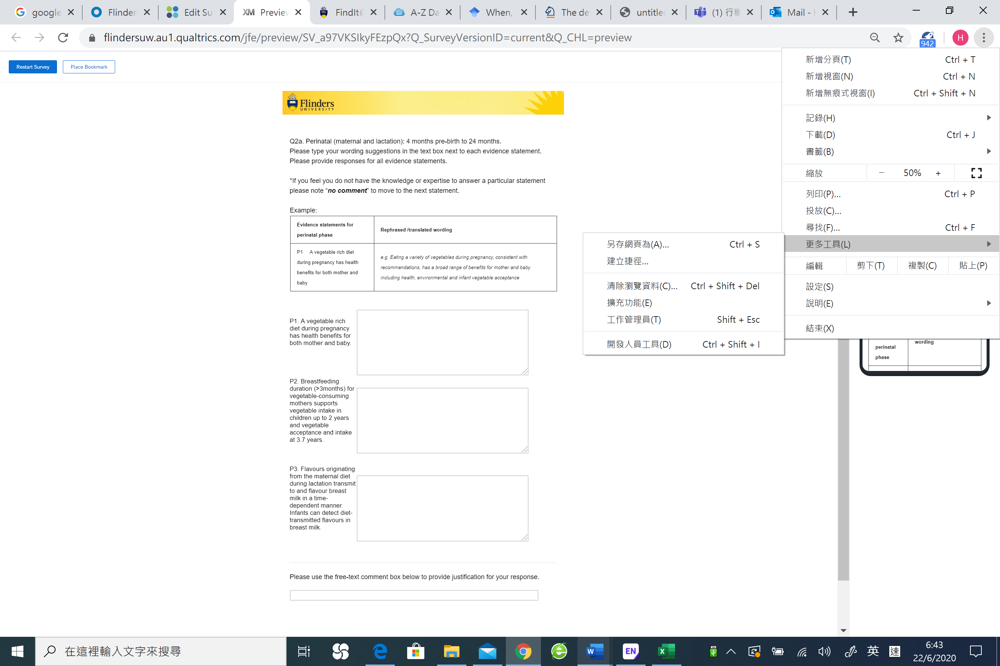 google
Flinder
Edit Su
XM Preview
FindIt@
A-Z Da
When,
The de
untitled
(1) 行事
Mail -
flindersuw.au1.qualtrics.com/jfe/preview/SV_a97VKSIkyFEzpQx?Q_SurveyVersionID=current&Q_CHL=preview
942
H
Restart Survey
Place Bookmark
Flinders
UNIVERSITY
Q2a. Perinatal (maternal and lactation): 4 months pre-birth to 24 months.
Please type your wording suggestions in the text box next to each evidence statement.
Please provide responses for all evidence statements.
*If you feel you do not have the knowledge or expertise to answer a particular statement
please note “no comment” to move to the next statement.
Example:
Evidence statements for
perinatal phase
Rephrased /translated wording
P1 A vegetable rich diet
during pregnancy has health
benefits for both mother and
baby
e.g. Eating a variety of vegetables during pregnancy, consistent with
recommendations, has a broad range of benefits for mother and baby
including health, environmental and infant vegetable acceptance
P1. A vegetable rich
diet during pregnancy
has health benefits for
both mother and baby.
P2. Breastfeeding
duration (>3months) for
vegetable-consuming
mothers supports
vegetable intake in
children up to 2 years
and vegetable
acceptance and intake
at 3.7 years.
P3. Flavours originating
from the maternal diet
during lactation transmit
to and flavour breast
milk in a time-
dependent manner.
Infants can detect diet-
transmitted flavours in
breast milk.
Please use the free-text comment box below to provide justification for your response.
新增分頁(T) Ctrl + T
新增視窗(N) Ctrl + N
新增無痕式視窗(I) Ctrl + Shift + N
記錄(H)
下載(D) Ctrl + J
書籤(B)
縮放 − 50% +
列印(P)... Ctrl + P
投放(C)...
尋找(F)... Ctrl + F
更多工具(L)
編輯 剪下(T) 複製(C) 貼上(P)
設定(S)
說明(E)
結束(X)
另存網頁為(A)... Ctrl + S
建立捷徑...
清除瀏覽資料(C)... Ctrl + Shift + Del
擴充功能(E)
工作管理員(T) Shift + Esc
開發人員工具(D) Ctrl + Shift + I
perinatal
phase
wording
在這裡輸入文字來搜尋
W
EN
X
英
速
6:43
22/6/2020